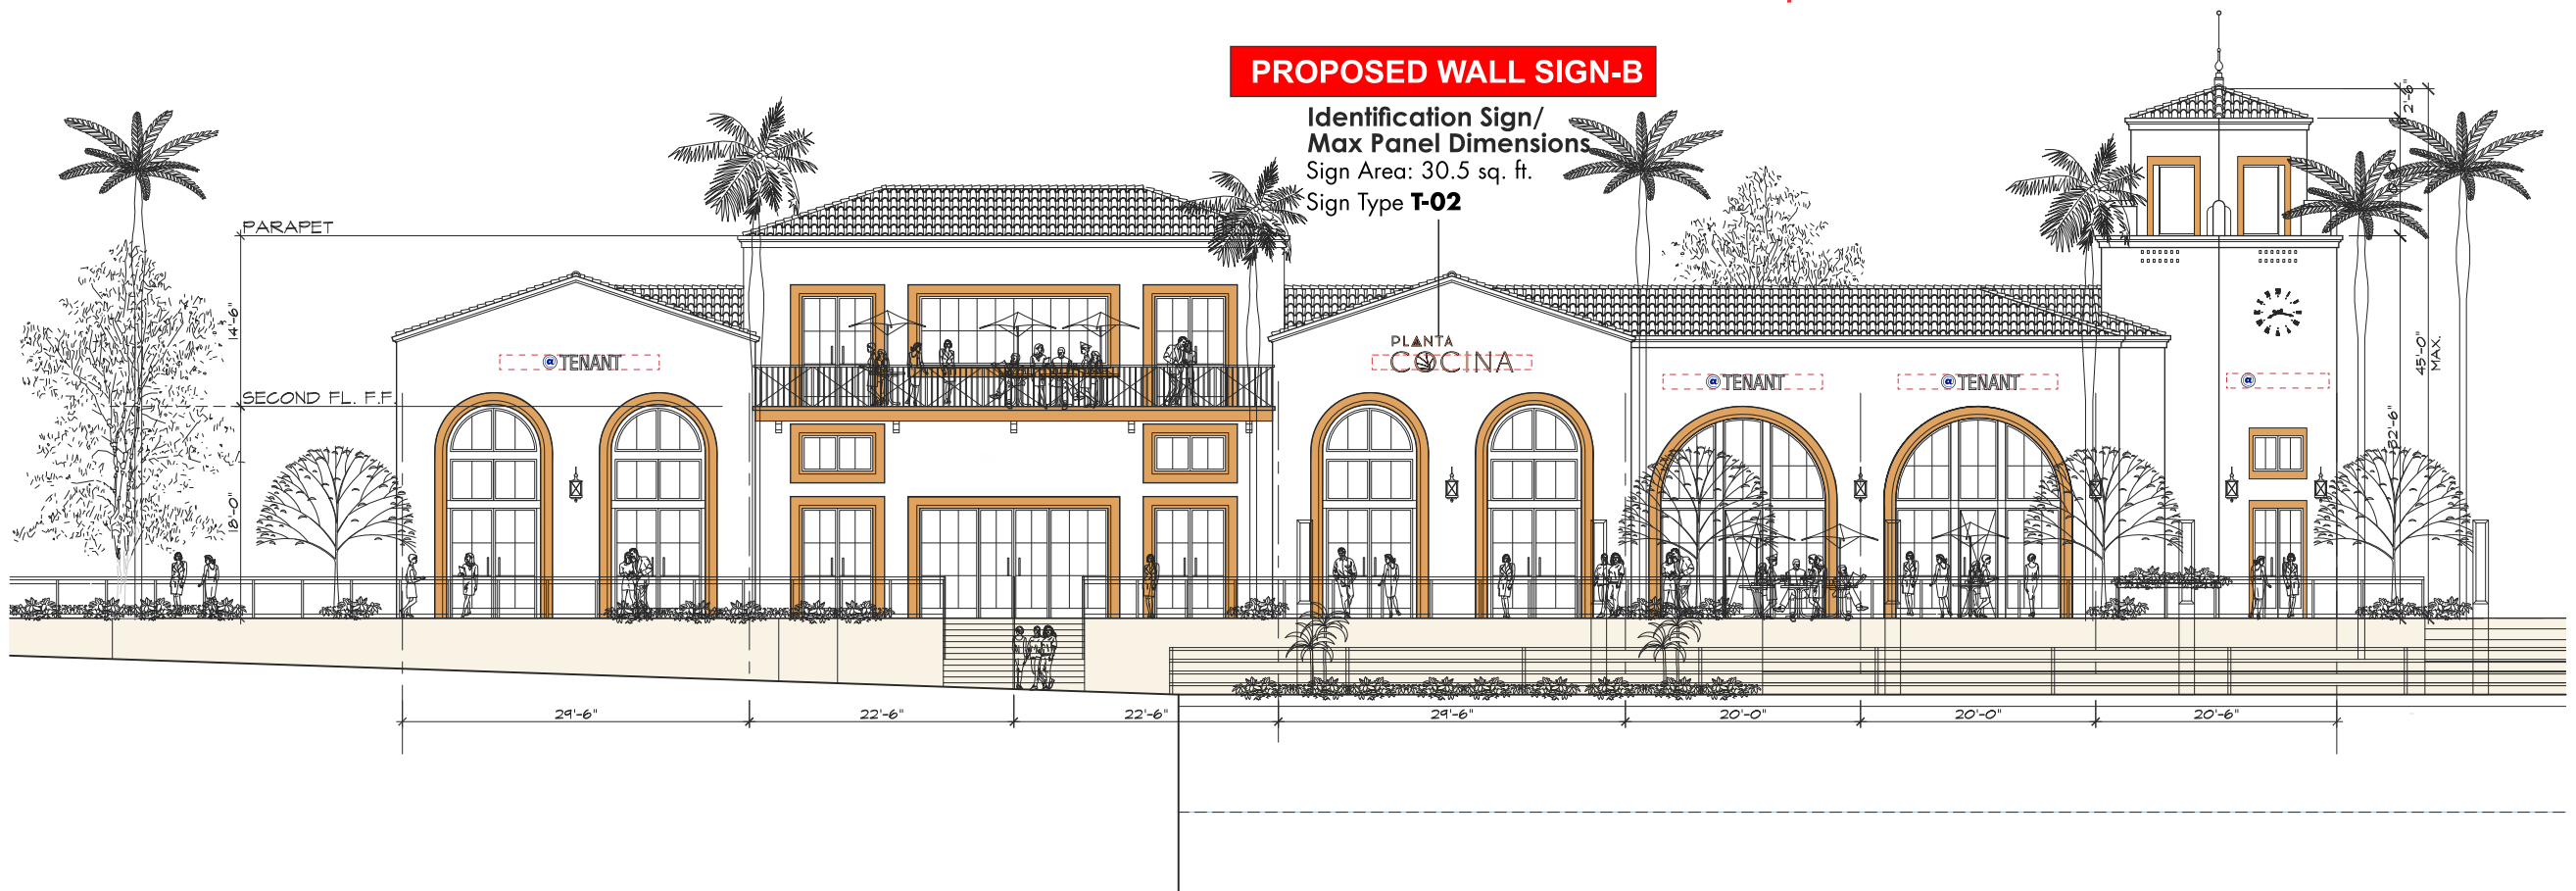 PROPOSED WALL SIGN-B
Identification Sign/
Max Panel Dimensions
Sign Area: 30.5 sq. ft.
Sign Type T-02
PARAPET
14'-6"
SECOND FL. F.F.
18'-0"
TENANT
PLANTA
COCINA
TENANT
TENANT
12'-6"
45'-0"
MAX.
32'-6"
29'-6"
22'-6"
22'-6"
29'-6"
20'-0"
20'-0"
20'-6"